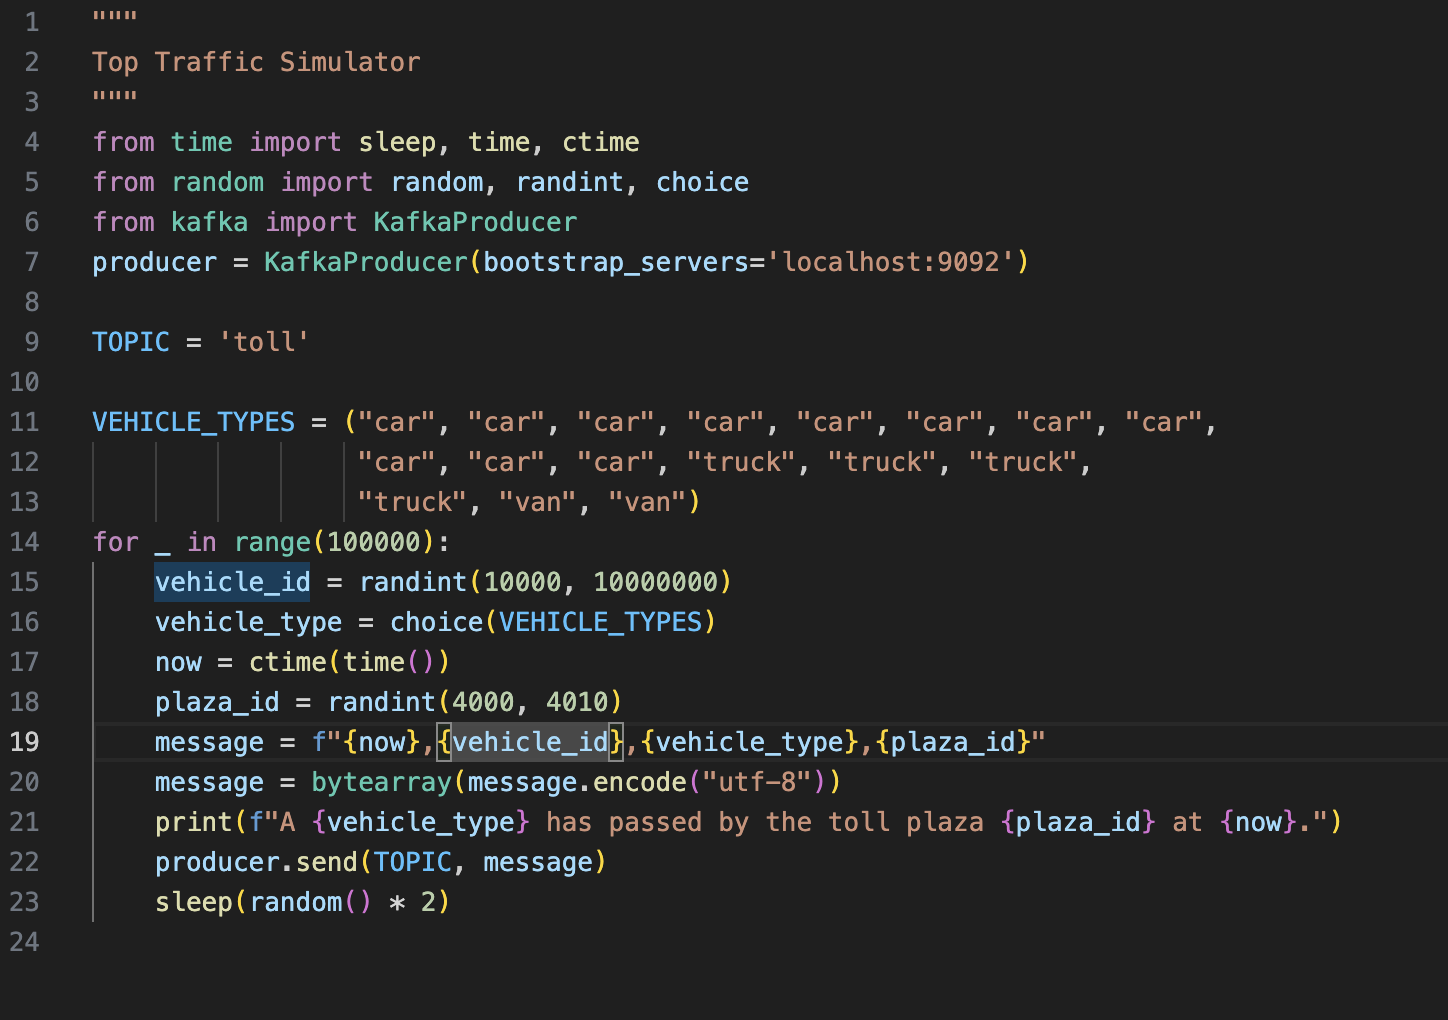 1 """
2 Top Traffic Simulator
3 """
4 from time import sleep, time, ctime
5 from random import random, randint, choice
6 from kafka import KafkaProducer
7 producer = KafkaProducer(bootstrap_servers='localhost:9092')
8
9 TOPIC = 'toll'
10
11 VEHICLE_TYPES = ("car", "car", "car", "car", "car", "car", "car", "car",
12                  "car", "car", "car", "truck", "truck", "truck",
13                  "truck", "van", "van")
14 for _ in range(100000):
15     vehicle_id = randint(10000, 10000000)
16     vehicle_type = choice(VEHICLE_TYPES)
17     now = ctime(time())
18     plaza_id = randint(4000, 4010)
19     message = f"{now},{vehicle_id},{vehicle_type},{plaza_id}"
20     message = bytearray(message.encode("utf-8"))
21     print(f"A {vehicle_type} has passed by the toll plaza {plaza_id} at {now}.")
22     producer.send(TOPIC, message)
23     sleep(random() * 2)
24